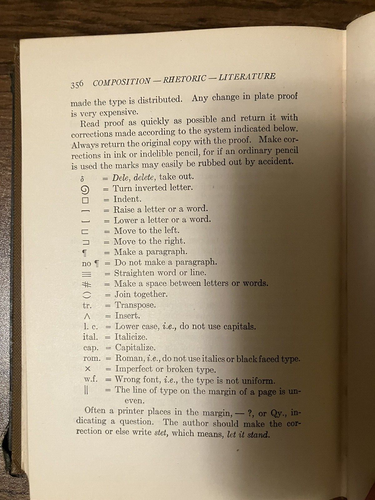 356 COMPOSITION — RHETORIC — LITERATURE
made the type is distributed. Any change in plate proof
is very expensive.
Read proof as quickly as possible and return it with
corrections made according to the system indicated below.
Always return the original copy with the proof. Make cor-
rections in ink or indelible pencil, for if an ordinary pencil
is used the marks may easily be rubbed out by accident.
δ = Dele, delete, take out.
= Turn inverted letter.
□ = Indent.
— = Raise a letter or a word.
— = Lower a letter or a word.
⊏ = Move to the left.
⊐ = Move to the right.
¶ = Make a paragraph.
no ¶ = Do not make a paragraph.
= Straighten word or line.
# = Make a space between letters or words.
= Join together.
tr. = Transpose.
∧ = Insert.
l. c. = Lower case, i.e., do not use capitals.
ital. = Italicize.
cap. = Capitalize.
rom. = Roman, i.e., do not use italics or black faced type.
× = Imperfect or broken type.
w.f. = Wrong font, i.e., the type is not uniform.
‖ = The line of type on the margin of a page is un-
even.
Often a printer places in the margin, — ?, or Qy., in-
dicating a question. The author should make the cor-
rection or else write stet, which means, let it stand.